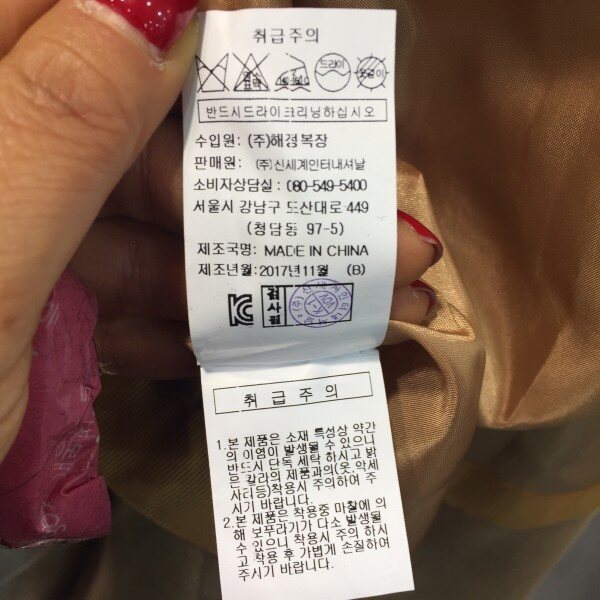 취급주의
드라이
반드시드라이크리닝하십시오
수입원: (주)해경복장
판매원: (주)신세계인터내셔날
소비자상담실 : 080-549-5400
서울시 강남구 도산대로 449
(청담동 97-5)
제조국명: MADE IN CHINA
제조년월: 2017년11월 (B)
검사필
취급주의
1.본 제품은 소재 특성상 약간
의 이염이 발생될 수 있으니
반드시 단독 세탁 하시고 밝
은 칼라의 제품과의(옷,악세
사리등)착용시 주의하여 주
시기 바랍니다.
2.본 제품은 착용중 마찰에 의
해 보푸라기가 다소 발생될
수 있으니 착용시 주의 하시
고 착용 후 가볍게 손질하여
주시기 바랍니다.